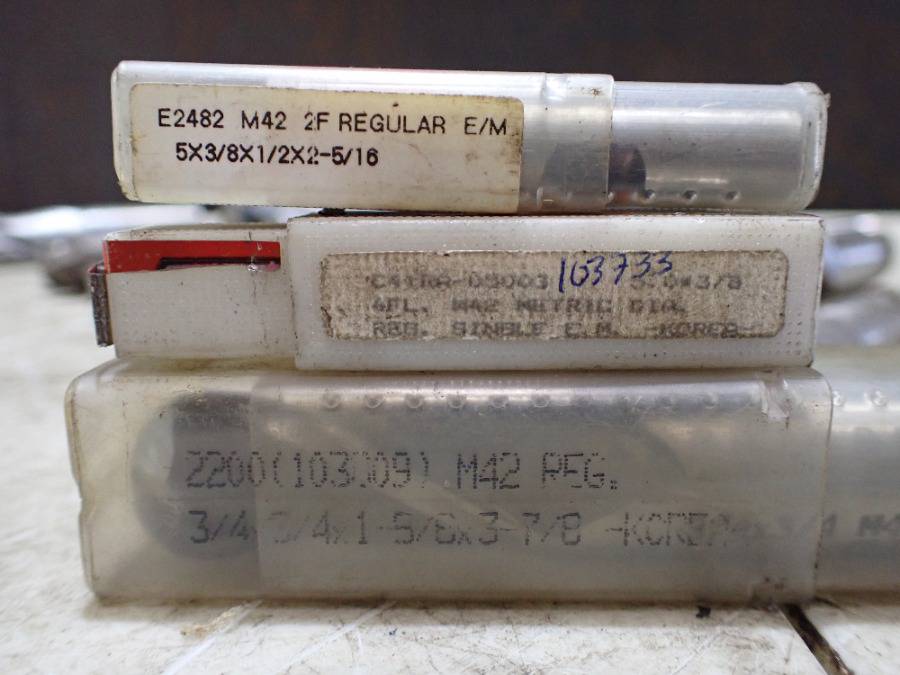 E2482 M42 2F REGULAR E/M
5X3/8X1/2X2-5/16
103733
4FL. M42 METRIC DIA.
REG. SINGLE E.M. -KOREA-
2200(103009) M42 REG.
3/4 3/4x1-5/8x3-7/8 -KOREA